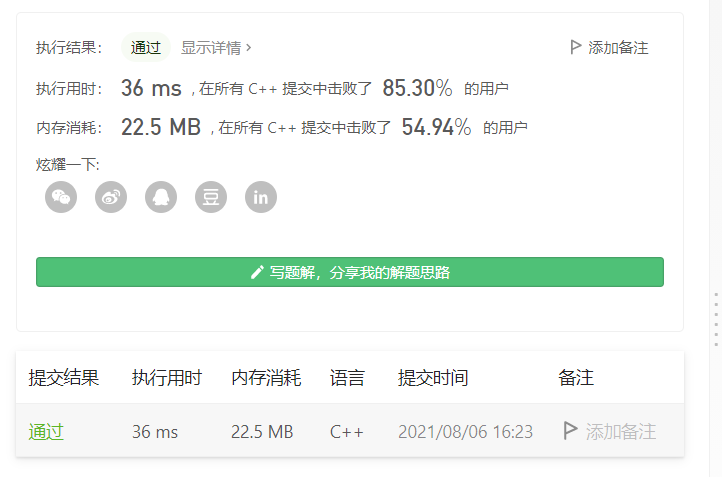 执行结果： 通过 显示详情 > 添加备注
执行用时： 36 ms , 在所有 C++ 提交中击败了 85.30% 的用户
内存消耗： 22.5 MB , 在所有 C++ 提交中击败了 54.94% 的用户
炫耀一下:
豆 in
写题解，分享我的解题思路
提交结果 执行用时 内存消耗 语言 提交时间 备注
通过 36 ms 22.5 MB C++ 2021/08/06 16:23 添加备注